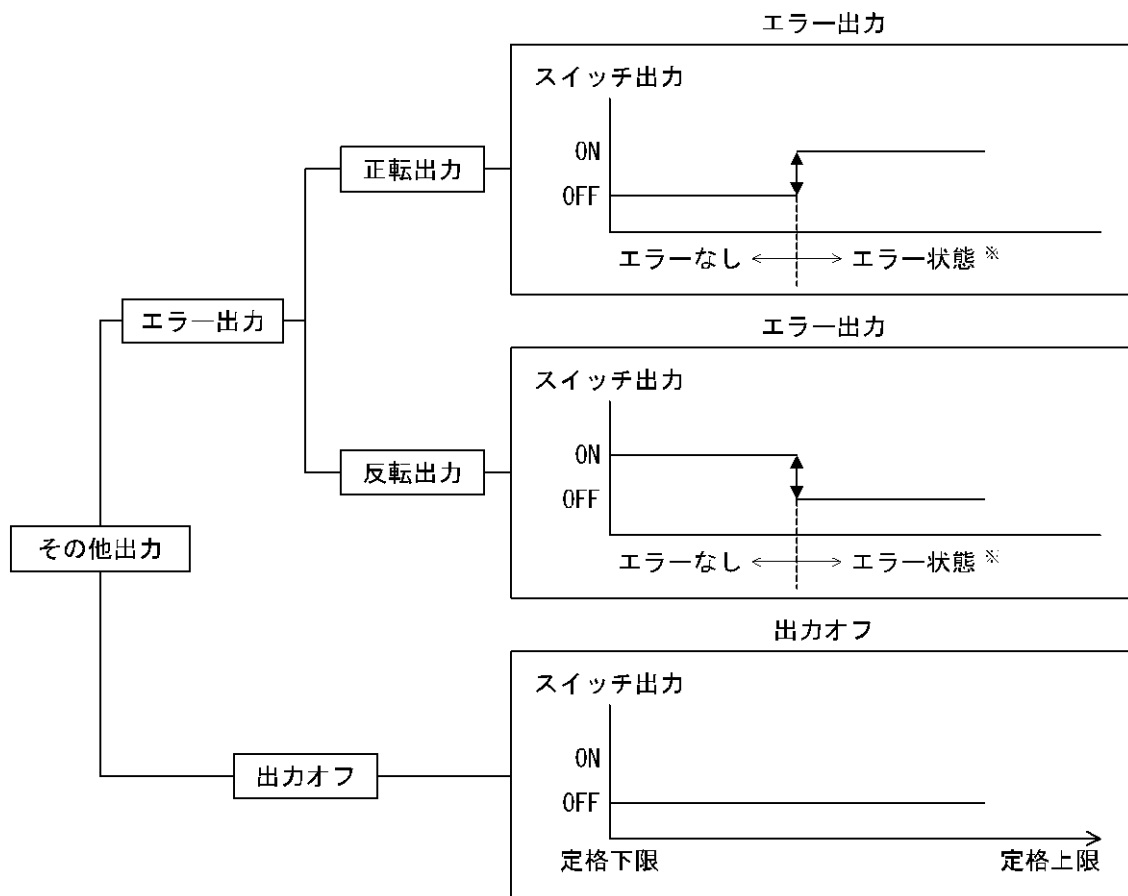 エラー出力
スイッチ出力
ON
OFF
エラーなし
エラー状態※
正転出力
エラー出力
エラー出力
スイッチ出力
ON
OFF
エラーなし
エラー状態※
反転出力
その他出力
出力オフ
スイッチ出力
ON
OFF
定格下限
定格上限
出力オフ